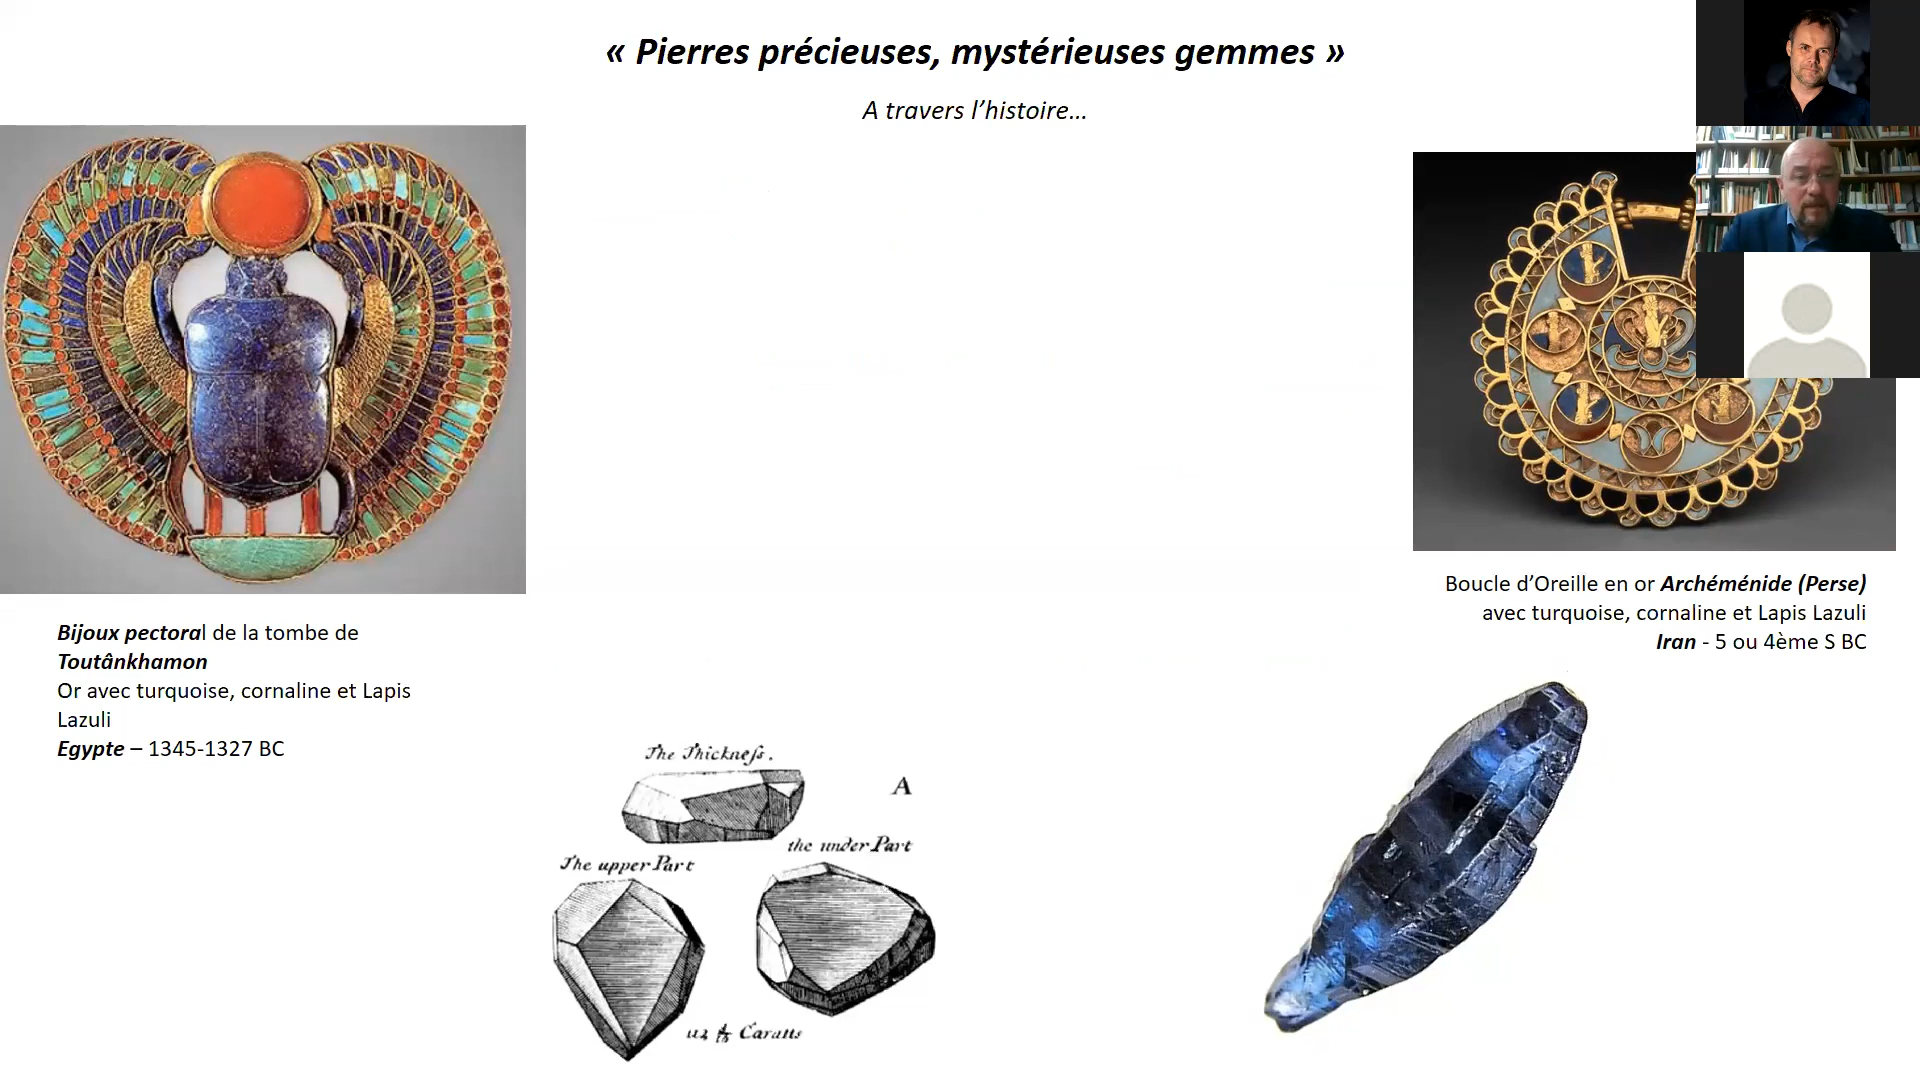 « Pierres précieuses, mystérieuses gemmes »
A travers l’histoire…
Bijoux pectoral de la tombe de
Toutânkhamon
Or avec turquoise, cornaline et Lapis
Lazuli
Egypte – 1345-1327 BC
Boucle d’Oreille en or Archéménide (Perse)
avec turquoise, cornaline et Lapis Lazuli
Iran - 5 ou 4ème S BC
The Thickneſs.
A
the under Part
The upper Part
Caratts